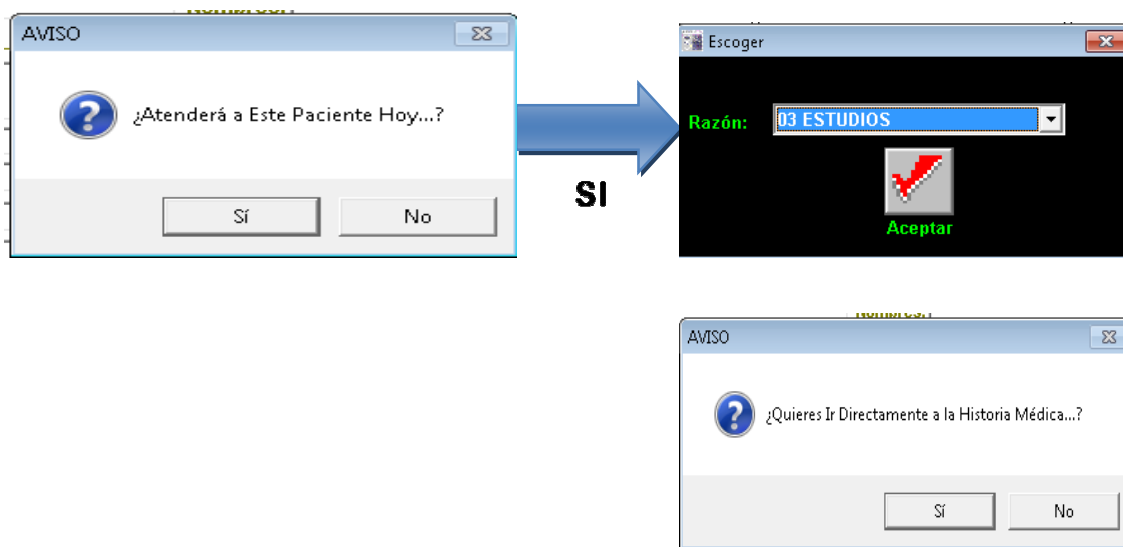 AVISO
¿Atenderá a Este Paciente Hoy...?
Sí
No
SI
Escoger
Razón:
03 ESTUDIOS
Aceptar
AVISO
¿Quieres Ir Directamente a la Historia Médica...?
Sí
No